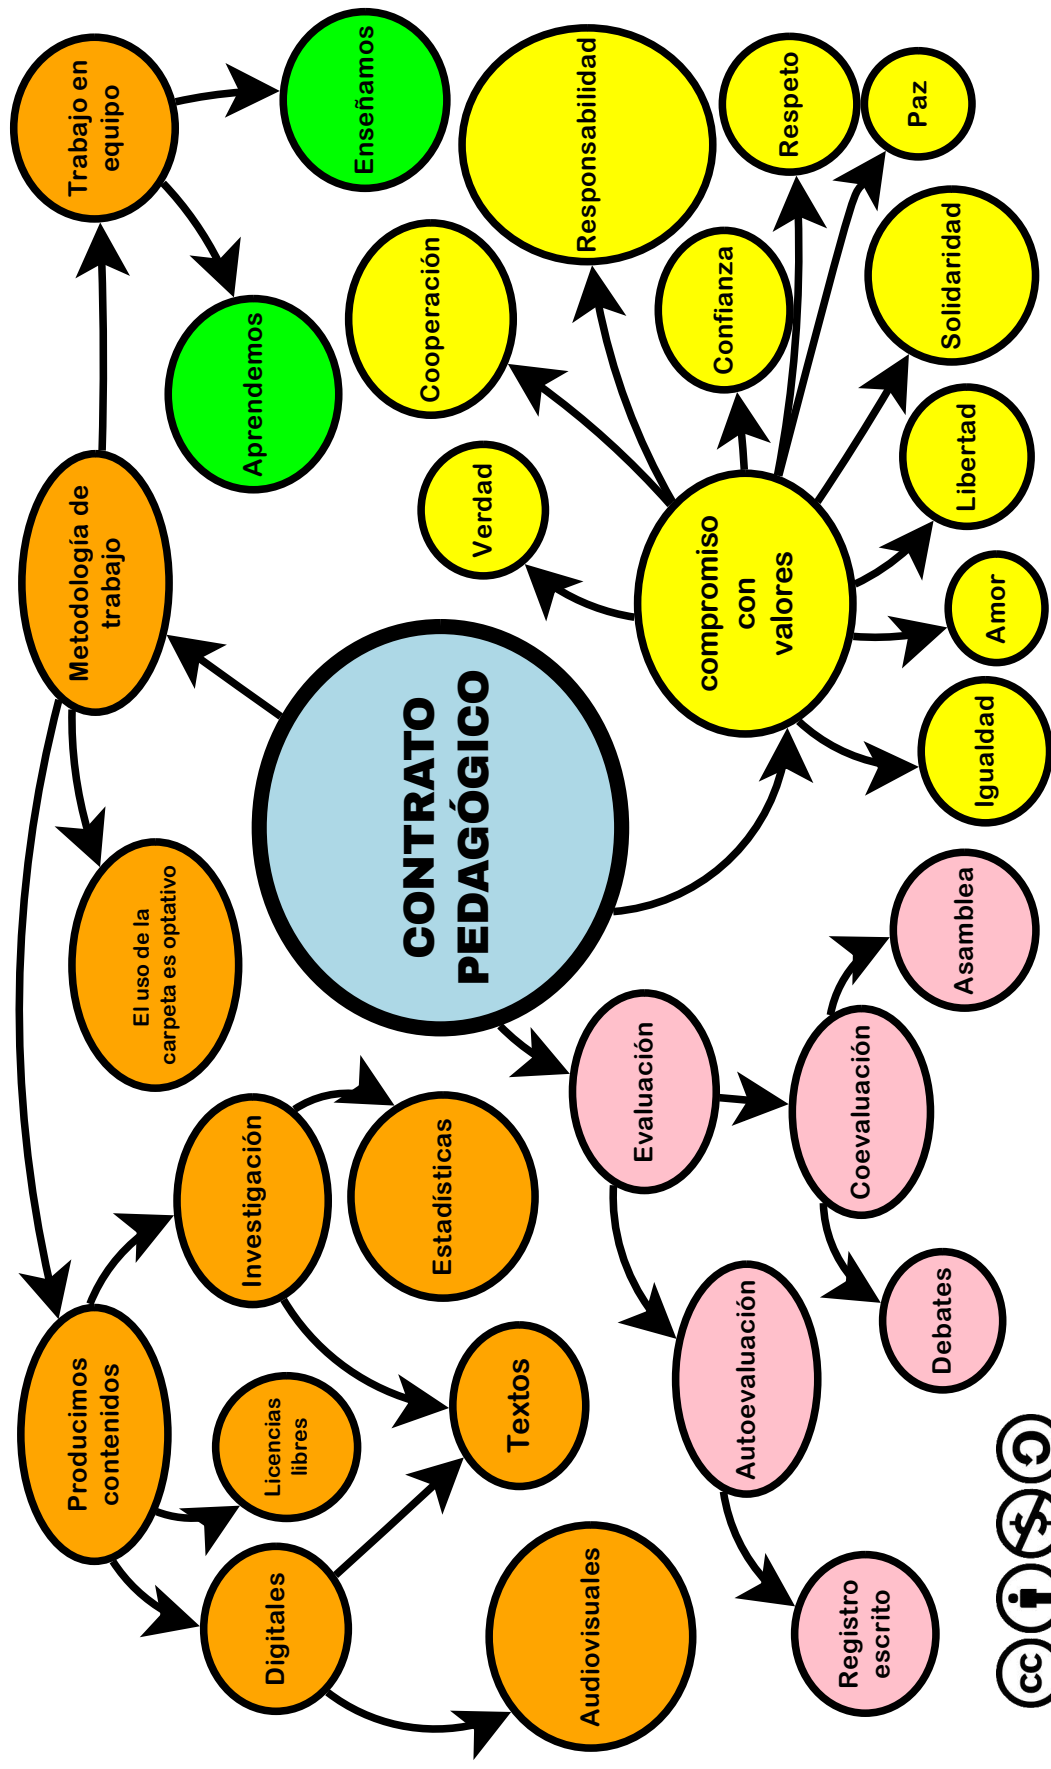 Producimos
contenidos
El uso de la
carpeta es optativo
Metodología de
trabajo
Trabajo en
equipo
Digitales
Licencias
libres
Investigación
Aprendemos
Enseñamos
Audiovisuales
Textos
Estadísticas
CONTRATO
PEDAGÓGICO
Verdad
Cooperación
Responsabilidad
Evaluación
compromiso
con
valores
Confianza
Respeto
Paz
Autoevaluación
Coevaluación
Registro
escrito
Debates
Asamblea
Igualdad
Amor
Libertad
Solidaridad
cc